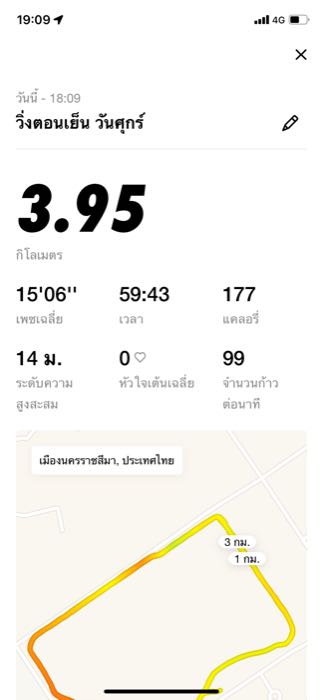 19:09
4G
วันนี้ - 18:09
วิ่งตอนเย็น วันศุกร์
3.95
กิโลเมตร
15'06'' 59:43 177
เพซเฉลี่ย เวลา แคลอรี่
14 ม. 0 99
ระดับความสูงสะสม หัวใจเต้นเฉลี่ย จำนวนก้าวต่อนาที
เมืองนครราชสีมา, ประเทศไทย
3 กม.
1 กม.